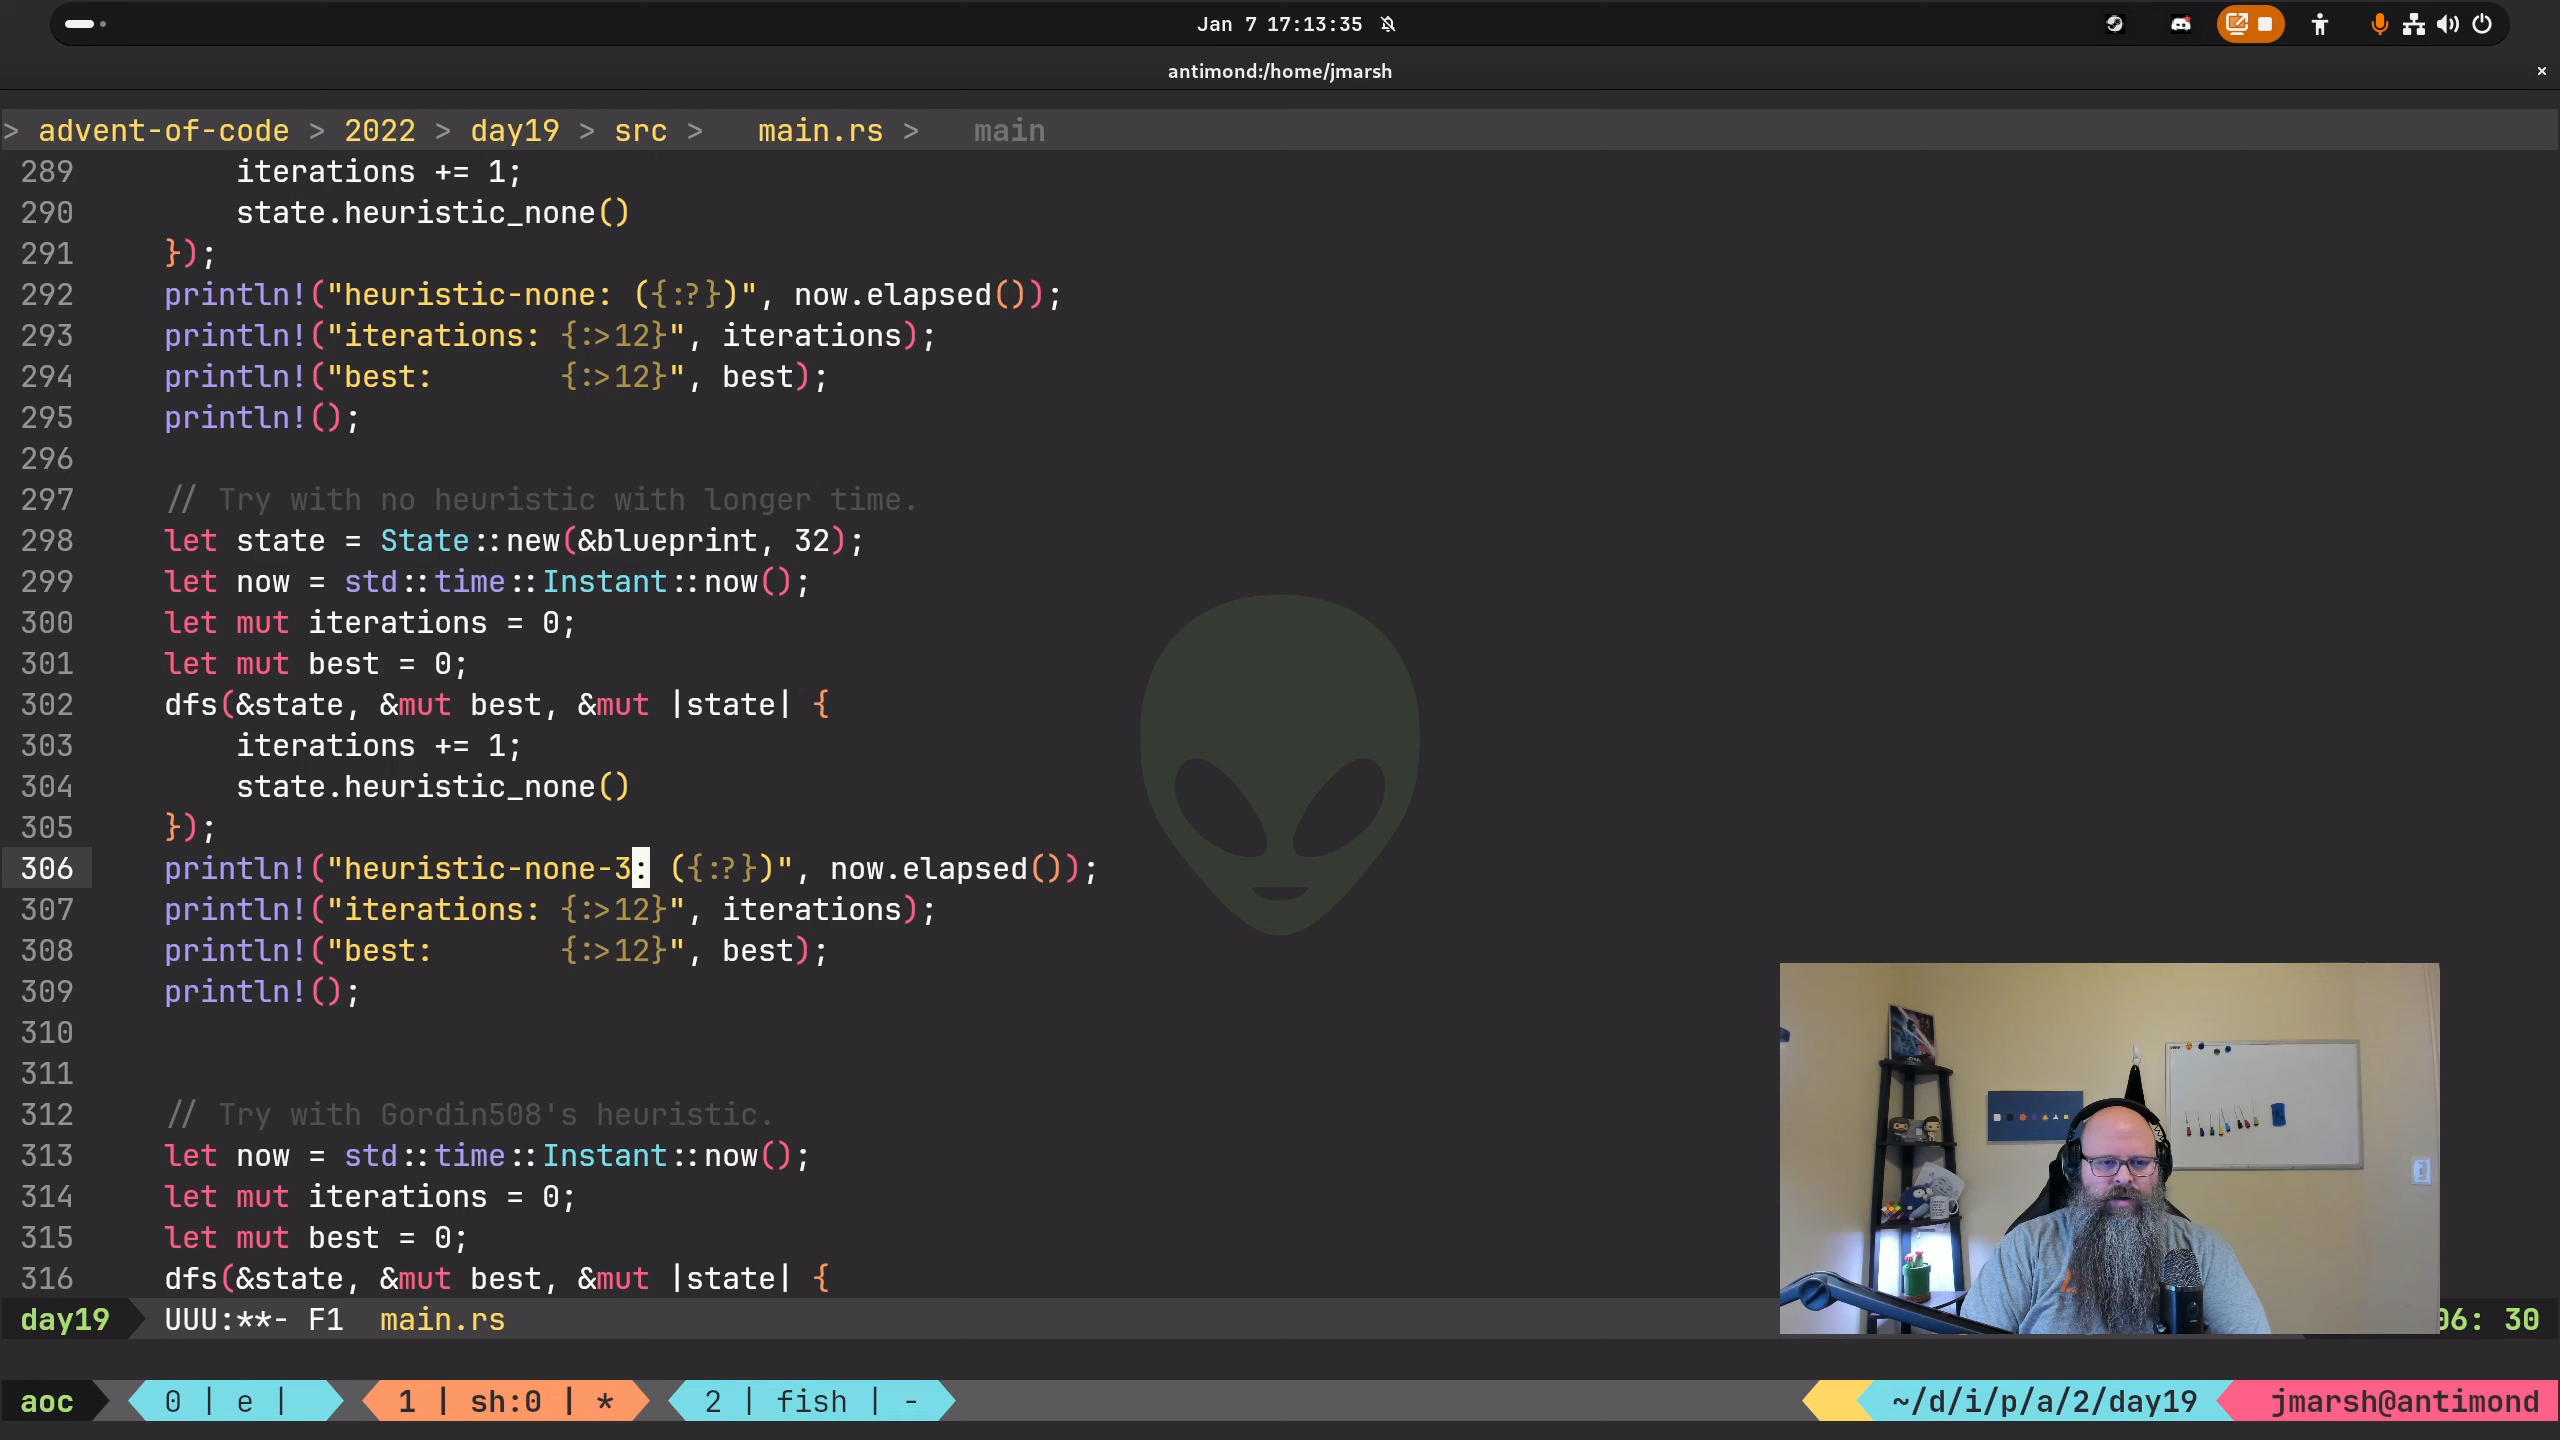 Jan 7 17:13:35
antimond:/home/jmarsh
> advent-of-code > 2022 > day19 > src > main.rs > main
289 iterations += 1;
290 state.heuristic_none()
291 });
292 println!("heuristic-none: ({:?})", now.elapsed());
293 println!("iterations: {:>12}", iterations);
294 println!("best:       {:>12}", best);
295 println!();
296
297 // Try with no heuristic with longer time.
298 let state = State::new(&blueprint, 32);
299 let now = std::time::Instant::now();
300 let mut iterations = 0;
301 let mut best = 0;
302 dfs(&state, &mut best, &mut |state| {
303 iterations += 1;
304 state.heuristic_none()
305 });
306 println!("heuristic-none-3: ({:?})", now.elapsed());
307 println!("iterations: {:>12}", iterations);
308 println!("best:       {:>12}", best);
309 println!();
310
311
312 // Try with Gordin508's heuristic.
313 let now = std::time::Instant::now();
314 let mut iterations = 0;
315 let mut best = 0;
316 dfs(&state, &mut best, &mut |state| {
day19 UUU:**- F1 main.rs 06: 30
aoc 0 | e | 1 | sh:0 | * 2 | fish | - ~/d/i/p/a/2/day19 jmarsh@antimond